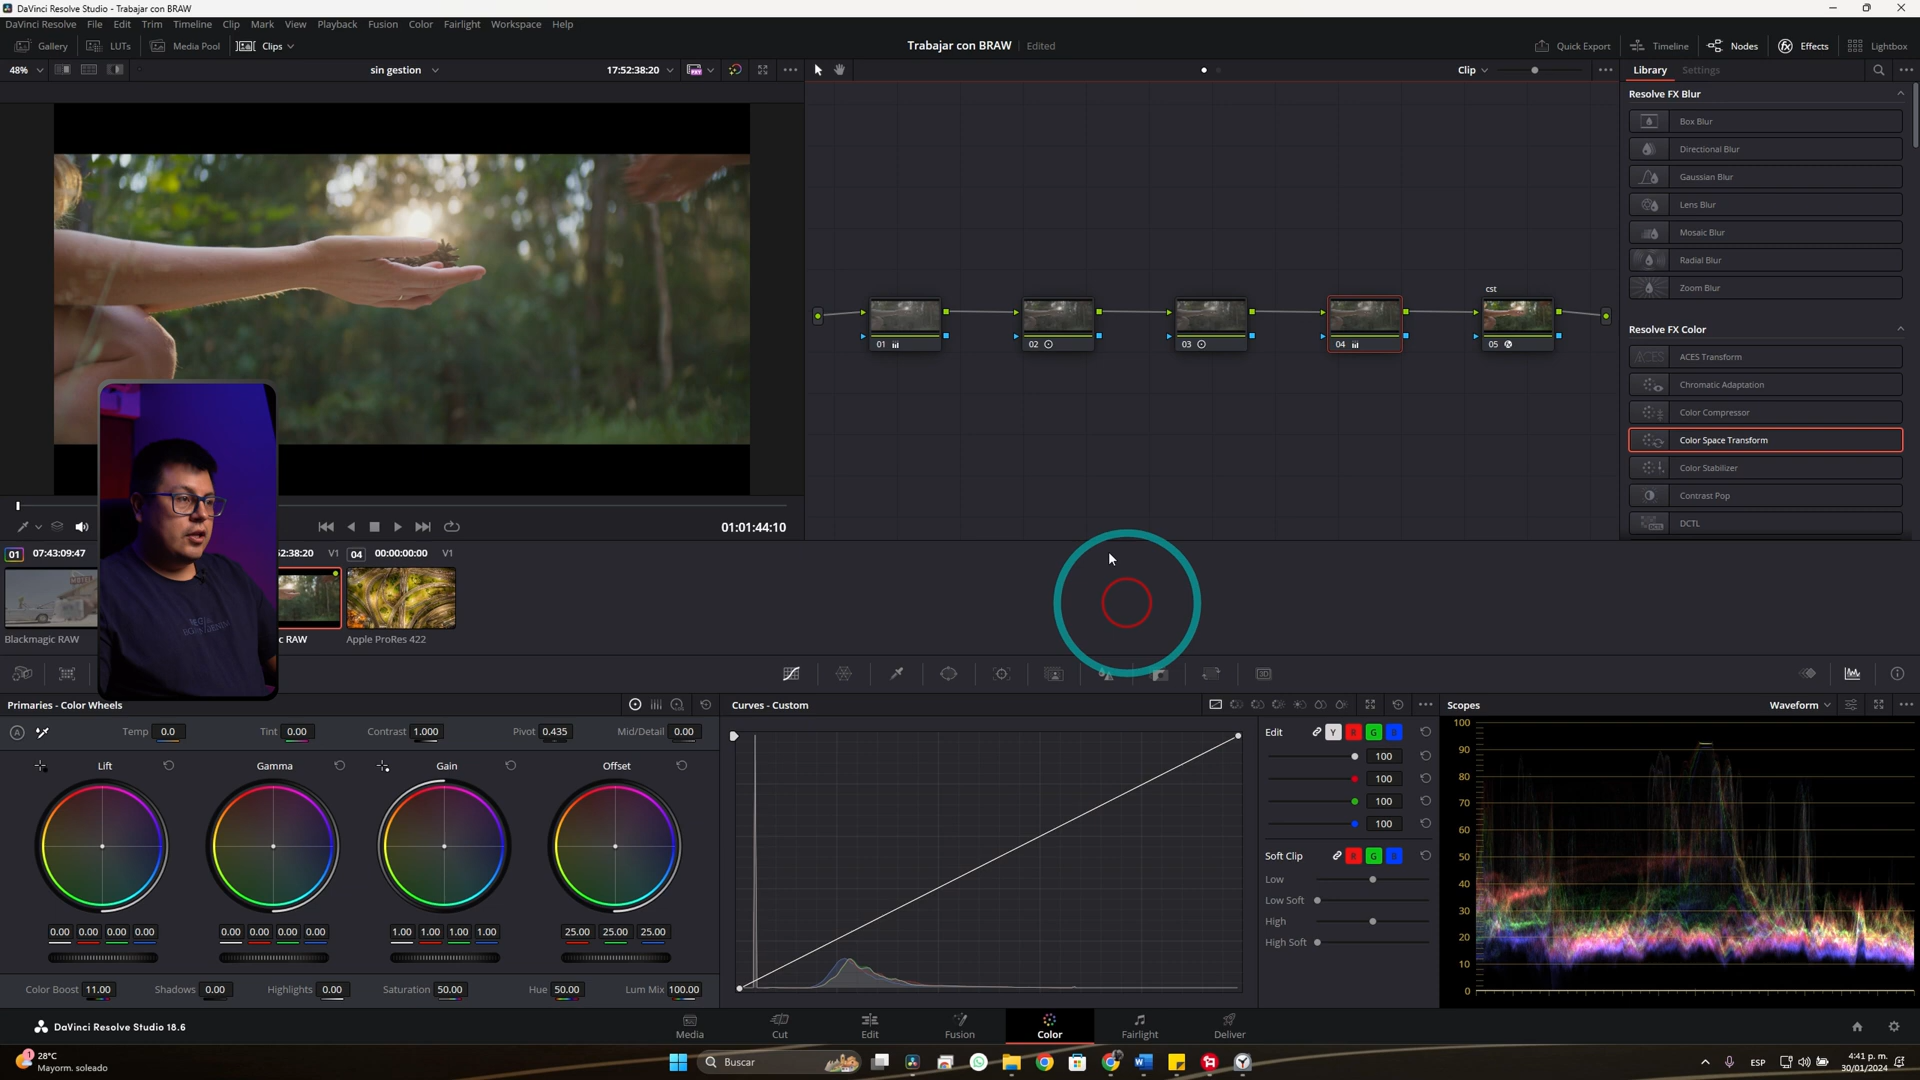 DaVinci Resolve Studio - Trabajar con BRAW
DaVinci Resolve File Edit Trim Timeline Clip Mark View Playback Fusion Color Fairlight Workspace Help
Gallery LUTs Media Pool Clips Trabajar con BRAW Edited Quick Export Timeline Nodes Effects Lightbox
48% sin gestion 17:52:38:20 Clip Library Settings
Resolve FX Blur
Box Blur
Directional Blur
Gaussian Blur
Lens Blur
Mosaic Blur
Radial Blur
Zoom Blur
cst
01 02 03 04 05
Resolve FX Color
ACES Transform
Chromatic Adaptation
Color Compressor
Color Space Transform
Color Stabilizer
Contrast Pop
DCTL
01:01:44:10
01 07:43:09:47 52:38:20 V1 04 00:00:00:00 V1
Blackmagic RAW c RAW Apple ProRes 422
Primaries - Color Wheels Curves - Custom Scopes Waveform
Temp 0.0 Tint 0.00 Contrast 1.000 Pivot 0.435 Mid/Detail 0.00
Lift Gamma Gain Offset
0.00 0.00 0.00 0.00 0.00 0.00 0.00 0.00 1.00 1.00 1.00 1.00 25.00 25.00 25.00
Color Boost 11.00 Shadows 0.00 Highlights 0.00 Saturation 50.00 Hue 50.00 Lum Mix 100.00
Edit Y R G B
100
100
100
100
Soft Clip R G B
Low
Low Soft
High
High Soft
100
90
80
70
60
50
40
30
20
10
0
DaVinci Resolve Studio 18.6
Media Cut Edit Fusion Color Fairlight Deliver
1 28°C
Mayorm. soleado
Buscar
ESP
4:41 p. m.
30/01/2024